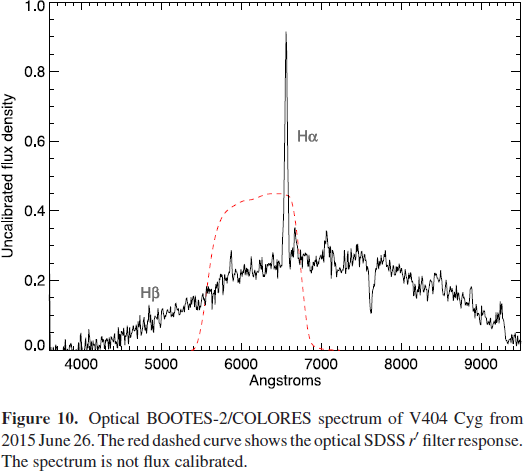 1.0
0.8
0.6
0.4
0.2
0.0
Uncalibrated flux density
Hα
Hβ
4000 5000 6000 7000 8000 9000
Angstroms
Figure 10. Optical BOOTES-2/COLORES spectrum of V404 Cyg from
2015 June 26. The red dashed curve shows the optical SDSS r′ filter response.
The spectrum is not flux calibrated.